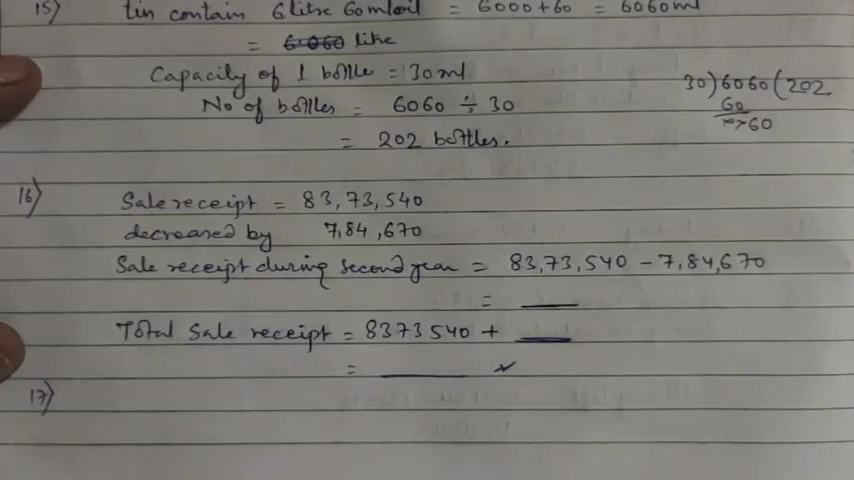 15) tin contain 6 litre 60 ml oil = 6000+60 = 6060 ml
= 6.060 litre
Capacity of 1 bottle = 30 ml
No of bottles = 6060 ÷ 30
= 202 bottles.
30)6060(202
60
××60
16) Sale receipt = 83,73,540
decreased by 7,84,670
Sale receipt during second year = 83,73,540 - 7,84,670
= ____
Total Sale receipt = 8373540 + ____
= ____
17)